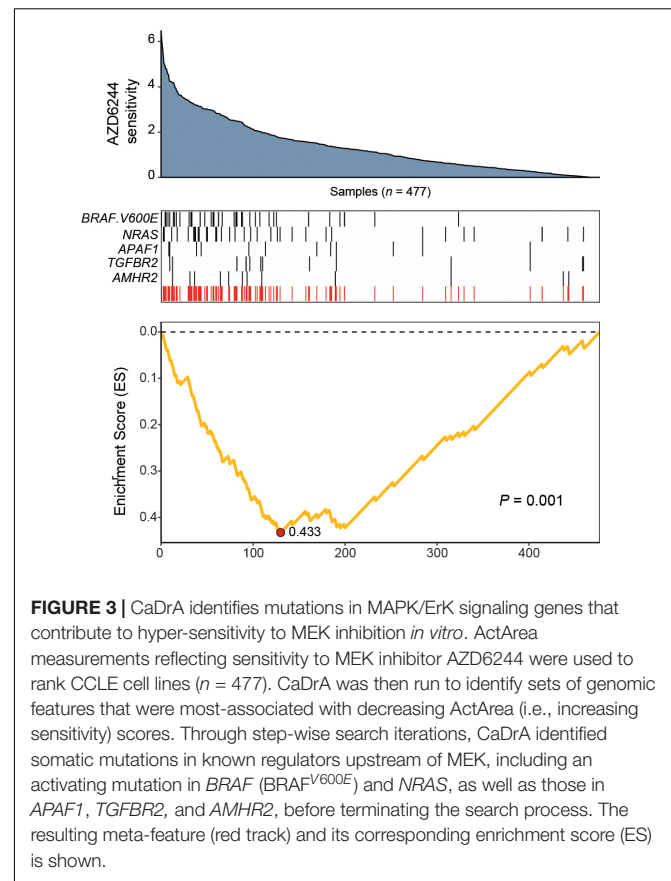 6
4
2
0
AZD6244
sensitivity
Samples (n = 477)
BRAF.V600E
NRAS
APAF1
TGFBR2
AMHR2
0.0
0.1
0.2
0.3
0.4
Enrichment Score (ES)
P = 0.001
0.433
0 100 200 300 400
FIGURE 3 | CaDrA identifies mutations in MAPK/ErK signaling genes that
contribute to hyper-sensitivity to MEK inhibition in vitro. ActArea
measurements reflecting sensitivity to MEK inhibitor AZD6244 were used to
rank CCLE cell lines (n = 477). CaDrA was then run to identify sets of genomic
features that were most-associated with decreasing ActArea (i.e., increasing
sensitivity) scores. Through step-wise search iterations, CaDrA identified
somatic mutations in known regulators upstream of MEK, including an
activating mutation in BRAF (BRAF^V600E) and NRAS, as well as those in
APAF1, TGFBR2, and AMHR2, before terminating the search process. The
resulting meta-feature (red track) and its corresponding enrichment score (ES)
is shown.